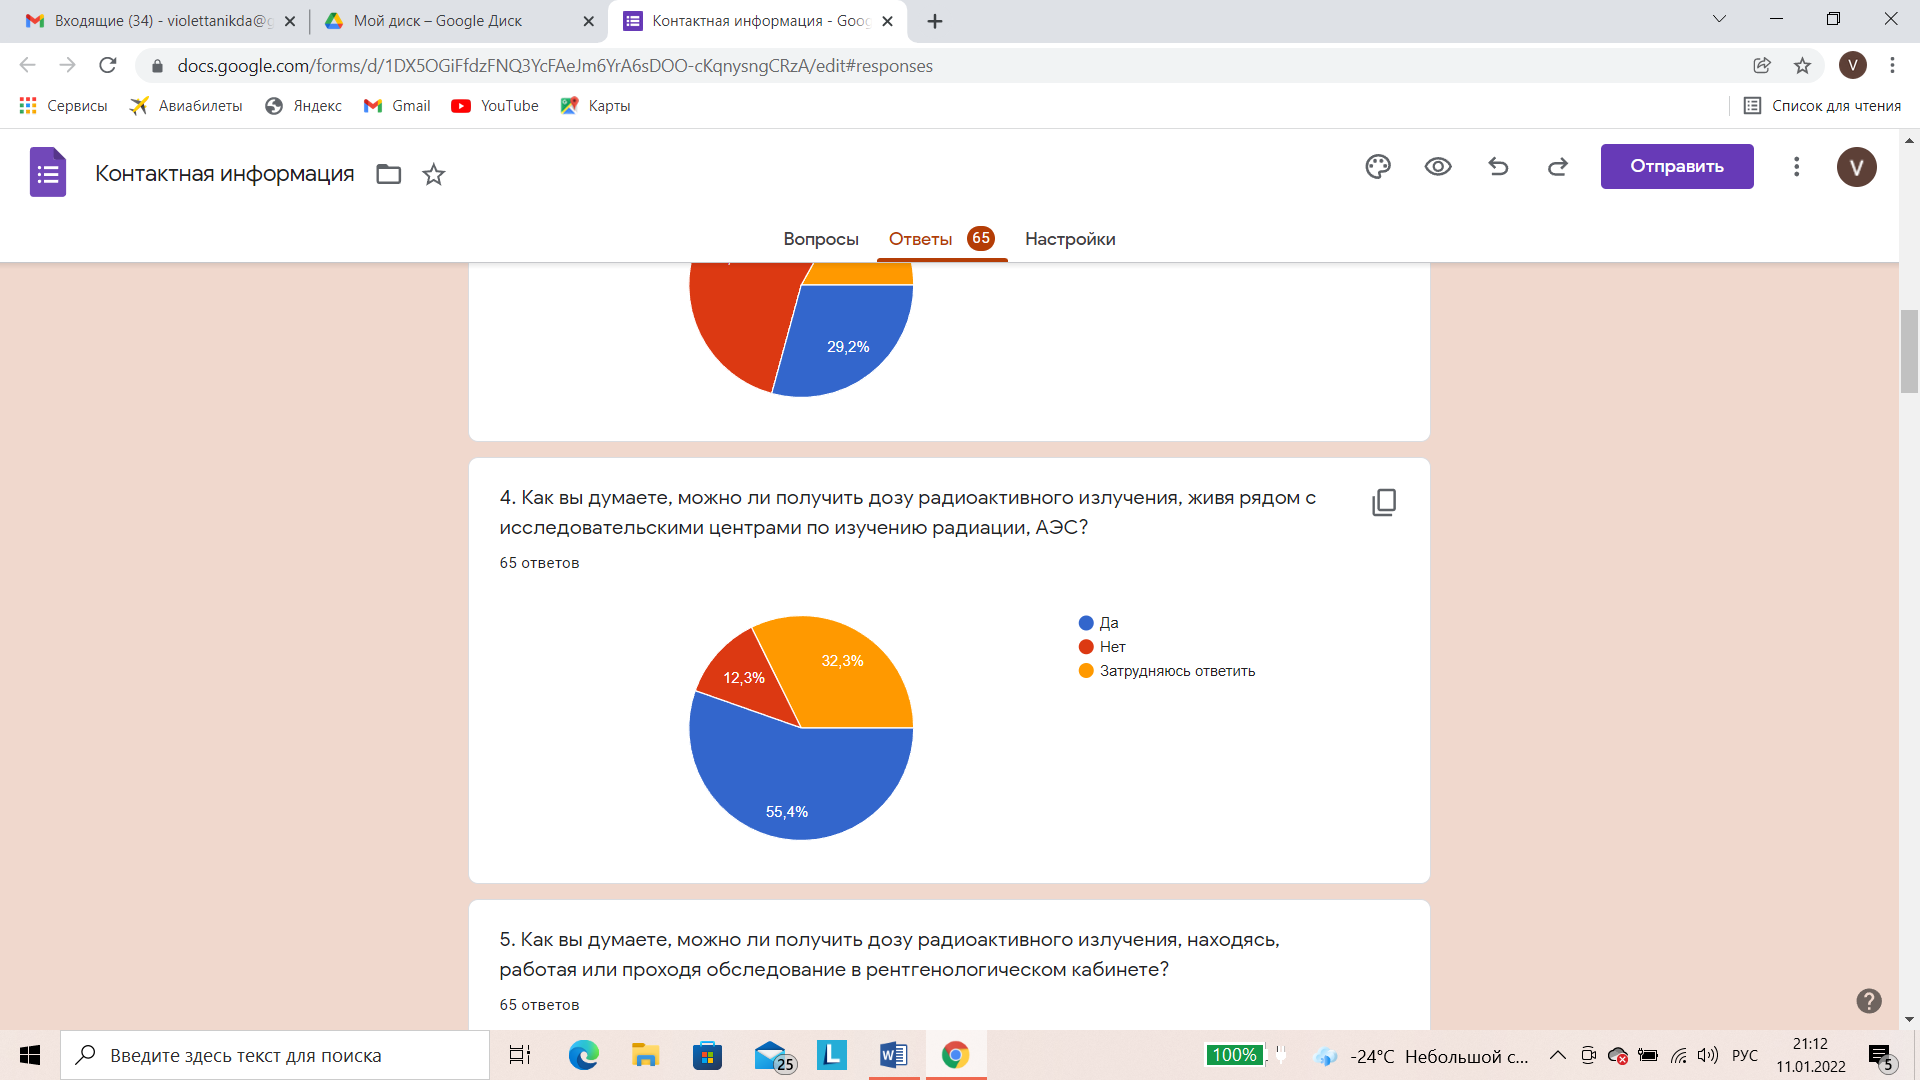 Входящие (34) - violettanikda@g
Мой диск – Google Диск
Контактная информация - Goog
docs.google.com/forms/d/1DX5OGiFfdzFNQ3YcFAeJm6YrA6sDOO-cKqnysngCRzA/edit#responses
V
Сервисы
Авиабилеты
Яндекс
Gmail
YouTube
Карты
Список для чтения
Контактная информация
Отправить
V
Вопросы
Ответы 65
Настройки
29,2%
4. Как вы думаете, можно ли получить дозу радиоактивного излучения, живя рядом с
исследовательскими центрами по изучению радиации, АЭС?
65 ответов
Да
Нет
Затрудняюсь ответить
32,3%
12,3%
55,4%
5. Как вы думаете, можно ли получить дозу радиоактивного излучения, находясь,
работая или проходя обследование в рентгенологическом кабинете?
65 ответов
Введите здесь текст для поиска
25
L
W
100%
-24°C Небольшой с...
РУС
21:12
11.01.2022
5